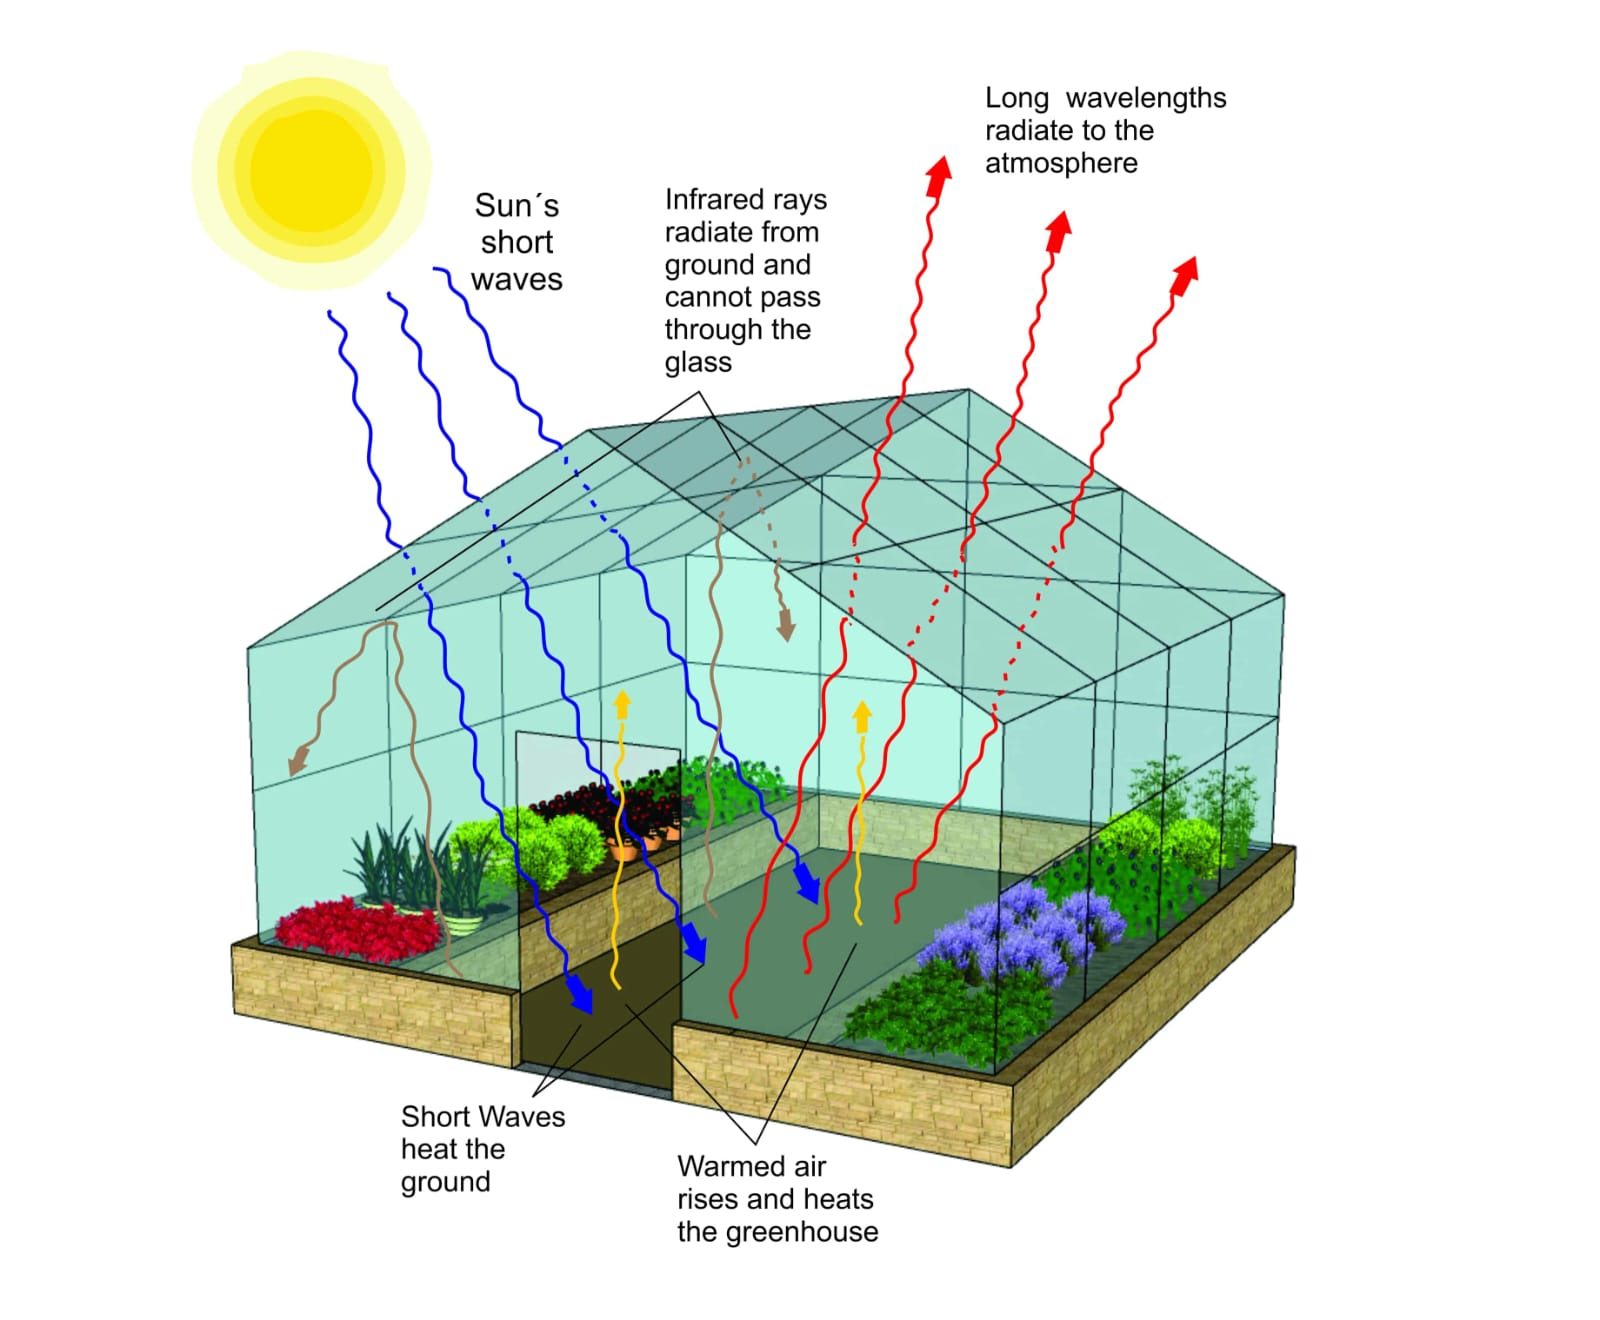 Sun´s
short
waves
Infrared rays
radiate from
ground and
cannot pass
through the
glass
Long wavelengths
radiate to the
atmosphere
Short Waves
heat the
ground
Warmed air
rises and heats
the greenhouse